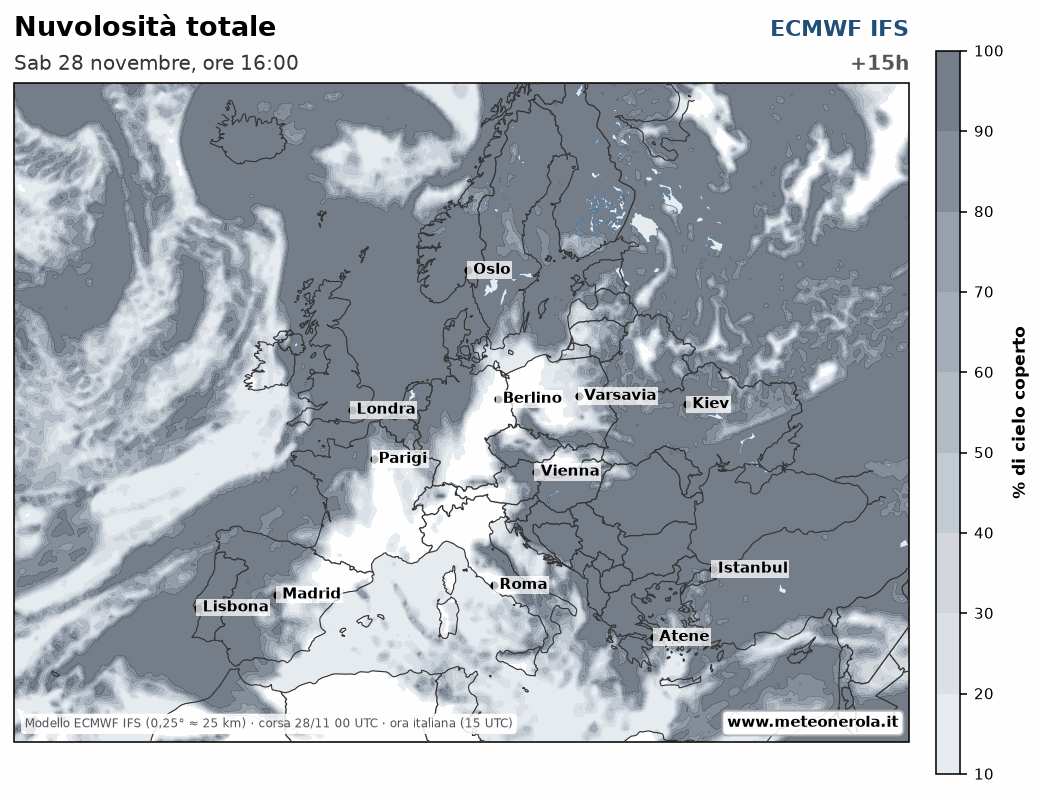 Nuvolosità totale
ECMWF IFS
Sab 28 novembre, ore 16:00
+15h
100
90
80
70
60
50
40
30
20
10
% di cielo coperto
Oslo
Berlino
Varsavia
Kiev
Londra
Parigi
Vienna
Istanbul
Roma
Madrid
Lisbona
Atene
Modello ECMWF IFS (0,25° ≈ 25 km) · corsa 28/11 00 UTC · ora italiana (15 UTC)
www.meteonerola.it